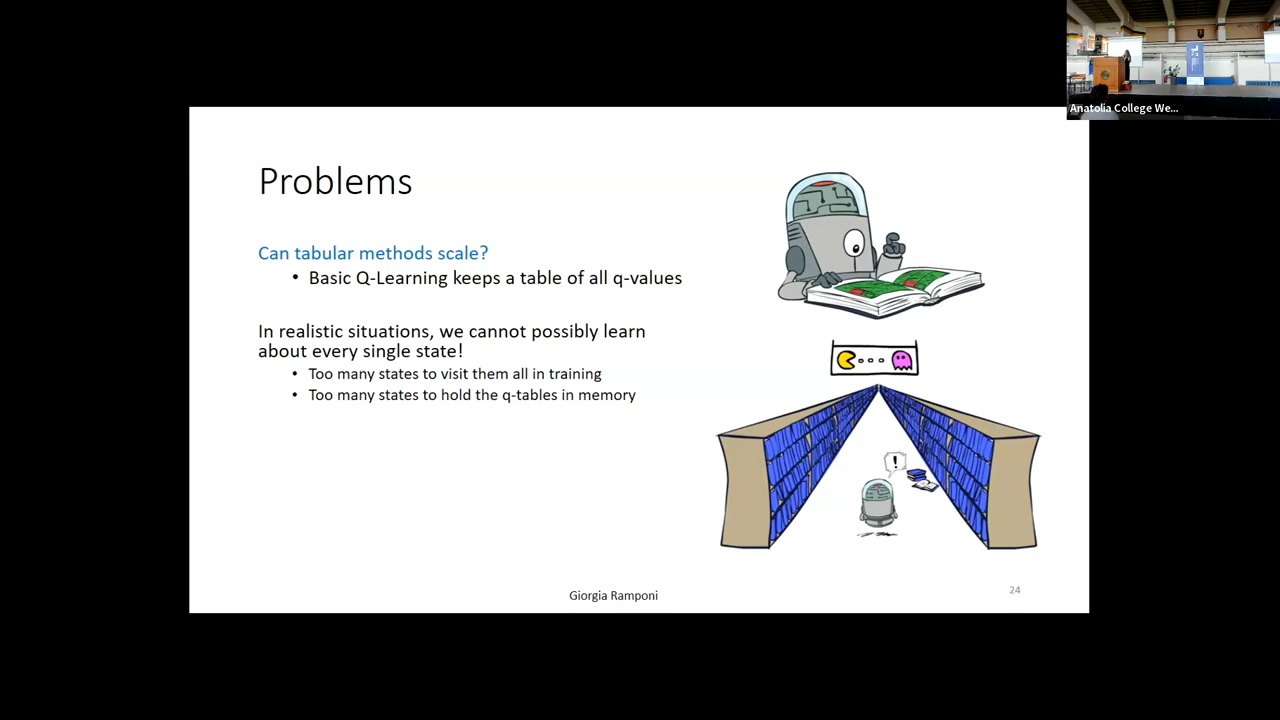 Anatolia College We...
Problems
Can tabular methods scale?
• Basic Q-Learning keeps a table of all q-values
In realistic situations, we cannot possibly learn
about every single state!
• Too many states to visit them all in training
• Too many states to hold the q-tables in memory
!
Giorgia Ramponi
24